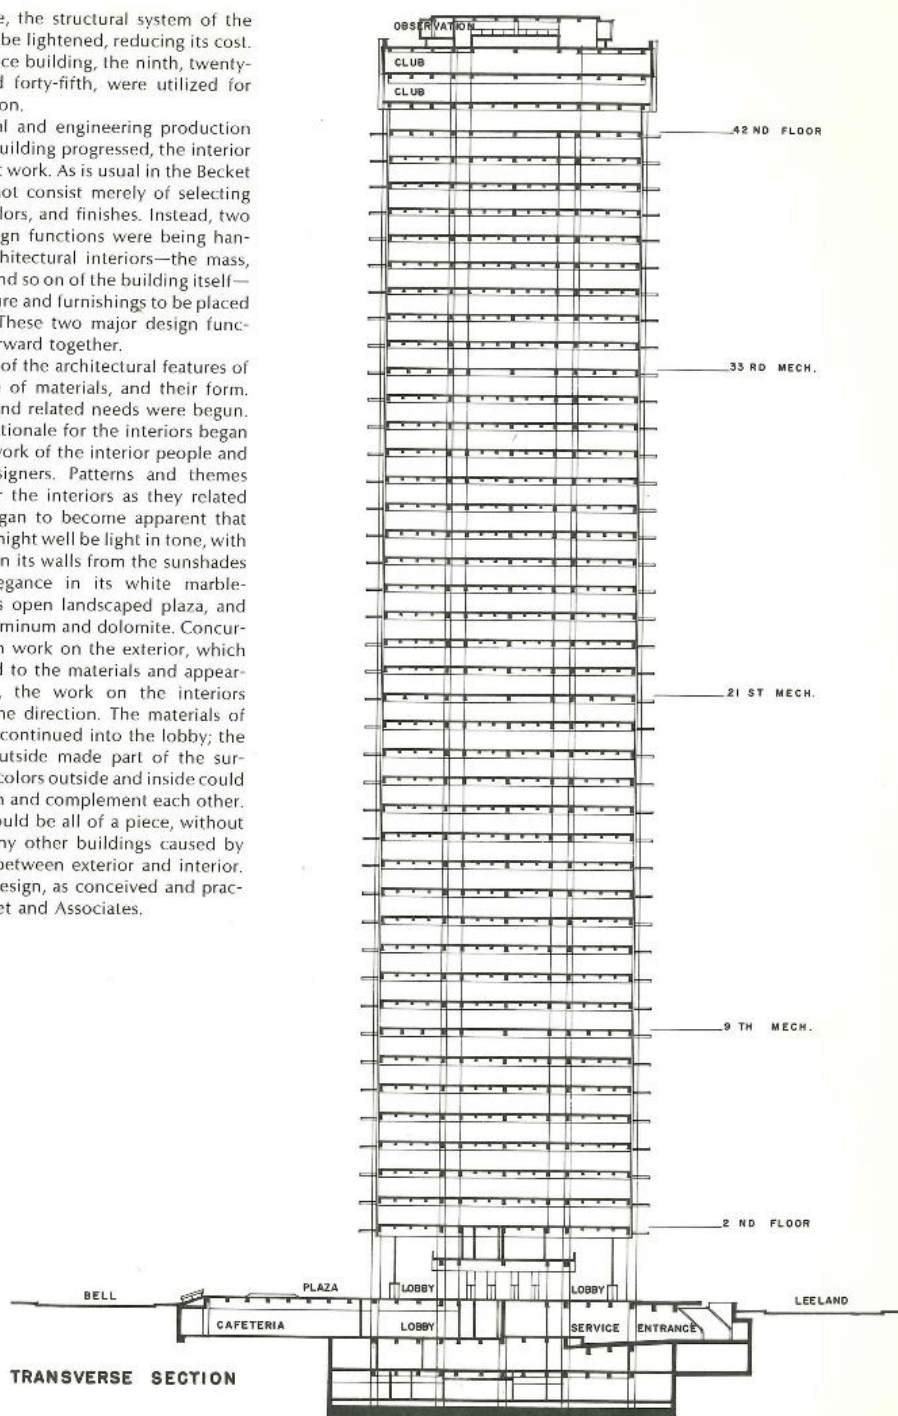 e, the structural system of the
be lightened, reducing its cost.
ce building, the ninth, twenty-
d forty-fifth, were utilized for
on.
al and engineering production
uilding progressed, the interior
t work. As is usual in the Becket
not consist merely of selecting
lors, and finishes. Instead, two
ign functions were being han-
chitectural interiors—the mass,
nd so on of the building itself—
ure and furnishings to be placed
These two major design func-
rward together.
of the architectural features of
e of materials, and their form.
and related needs were begun.
tionale for the interiors began
work of the interior people and
signers. Patterns and themes
r the interiors as they related
gan to become apparent that
might well be light in tone, with
n its walls from the sunshades
egance in its white marble-
s open landscaped plaza, and
minum and dolomite. Concur-
n work on the exterior, which
d to the materials and appear-
, the work on the interiors
ne direction. The materials of
continued into the lobby; the
utside made part of the sur-
colors outside and inside could
n and complement each other.
ould be all of a piece, without
ny other buildings caused by
between exterior and interior.
esign, as conceived and prac-
et and Associates.
OBSERVATION
CLUB
CLUB
42 ND FLOOR
33 RD MECH.
21 ST MECH.
9 TH MECH.
2 ND FLOOR
BELL
PLAZA
LOBBY
LOBBY
LEELAND
CAFETERIA
LOBBY
SERVICE ENTRANCE
TRANSVERSE SECTION